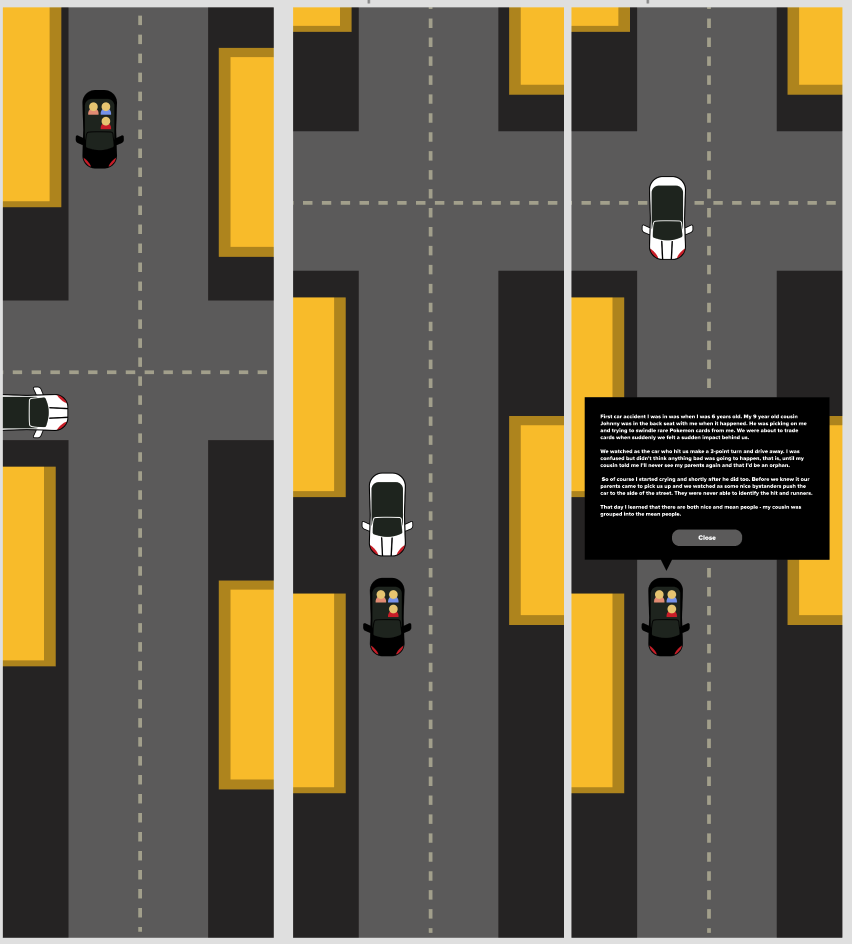 First car accident I was in was when I was 6 years old. My 9 year old cousin
Johnny was in the back seat with me when it happened. He was picking on me
and trying to swindle rare Pokemon cards from me. We were about to trade
cards when suddenly we felt a sudden impact behind us.
We watched as the car who hit us make a 3-point turn and drive away. I was
confused but didn't think anything bad was going to happen, that is, until my
cousin told me I'll never see my parents again and that I'd be an orphan.
So of course I started crying and shortly after he did too. Before we knew it our
parents came to pick us up and we watched as some nice bystanders push the
car to the side of the street. They were never able to identify the hit and runners.
That day I learned that there are both nice and mean people - my cousin was
grouped into the mean people.
Close